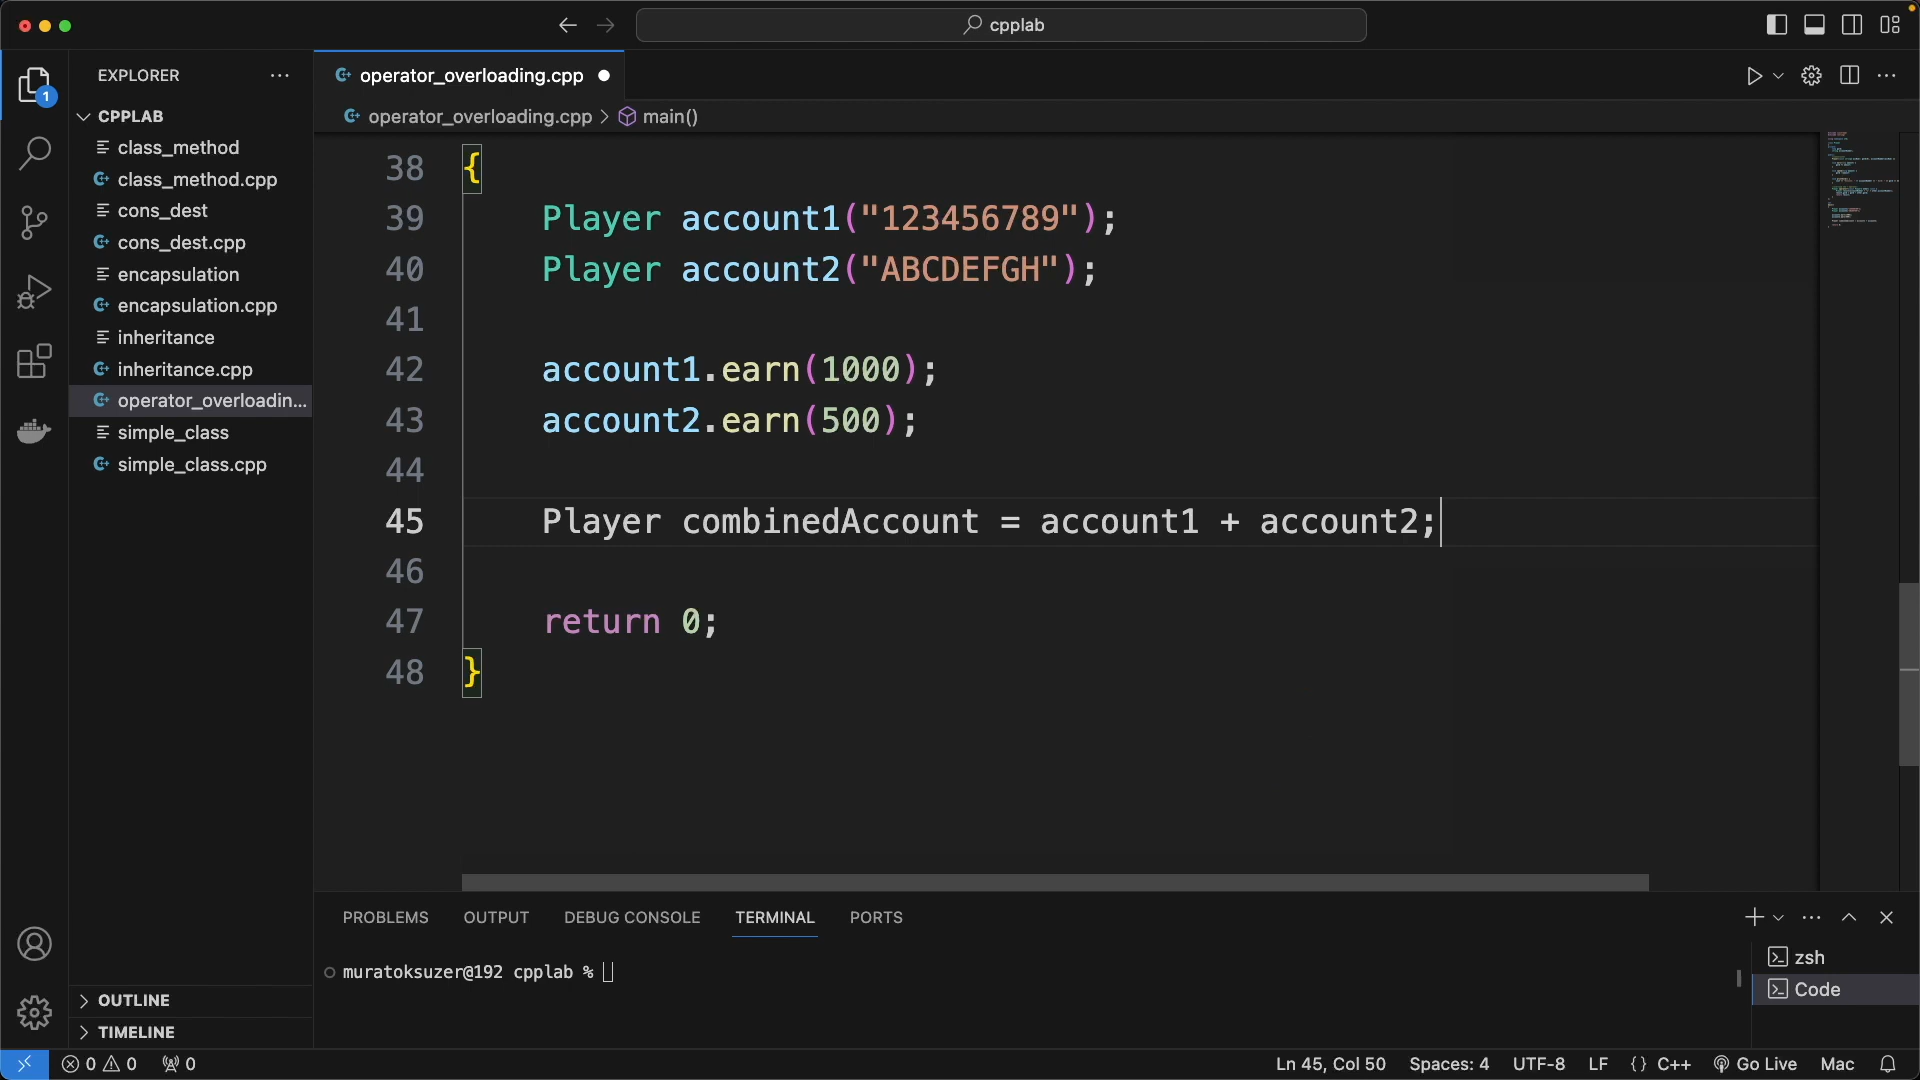 cpplab
EXPLORER
operator_overloading.cpp
1
CPPLAB
operator_overloading.cpp > main()
class_method
class_method.cpp
cons_dest
cons_dest.cpp
encapsulation
encapsulation.cpp
inheritance
inheritance.cpp
operator_overloadin...
simple_class
simple_class.cpp
38 {
39 Player account1("123456789");
40 Player account2("ABCDEFGH");
41
42 account1.earn(1000);
43 account2.earn(500);
44
45 Player combinedAccount = account1 + account2;
46
47 return 0;
48 }
PROBLEMS OUTPUT DEBUG CONSOLE TERMINAL PORTS
muratoksuzer@192 cpplab %
zsh
Code
OUTLINE
TIMELINE
0 0 0
Ln 45, Col 50 Spaces: 4 UTF-8 LF {} C++ Go Live Mac